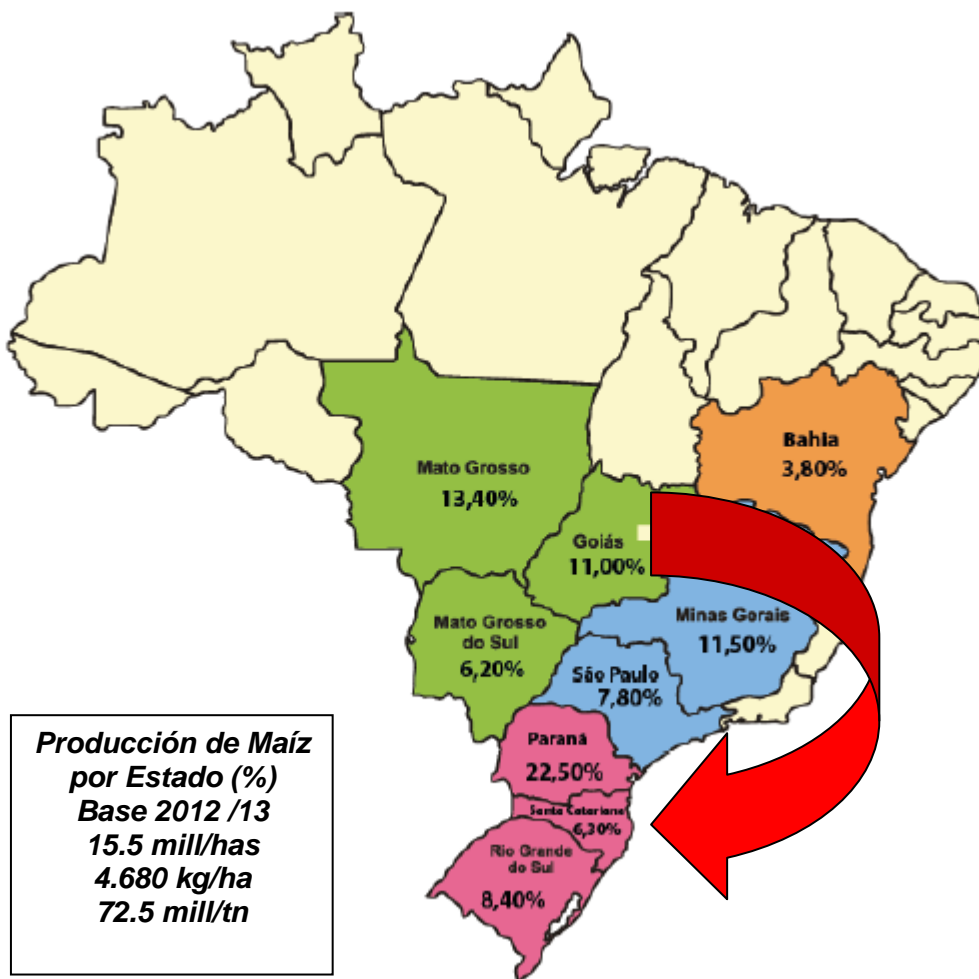 Bahia
3,80%
Mato Grosso
13,40%
Goiás
11,00%
Mato Grosso
do Sul
6,20%
Minas Gerais
11,50%
São Paulo
7,80%
Paraná
22,50%
Santa Catariana
6,30%
Rio Grande
do Sul
8,40%
Producción de Maíz
por Estado (%)
Base 2012 /13
15.5 mill/has
4.680 kg/ha
72.5 mill/tn